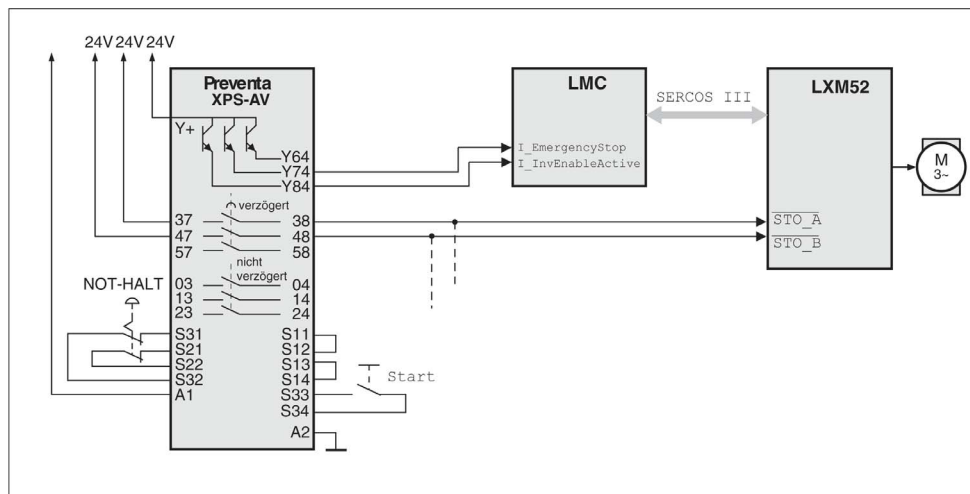 24V 24V 24V
Preventa
XPS-AV
LMC
LXM52
SERCOS III
Y+
Y64
Y74
Y84
I_EmergencyStop
I_InvEnableActive
M
3~
verzögert
37 38
47 48
57 58
STO_A
STO_B
nicht
verzögert
NOT-HALT
03 04
13 14
23 24
S31 S11
S21 S12
S22 S13
S32 S14
A1 S33
Start
S34
A2